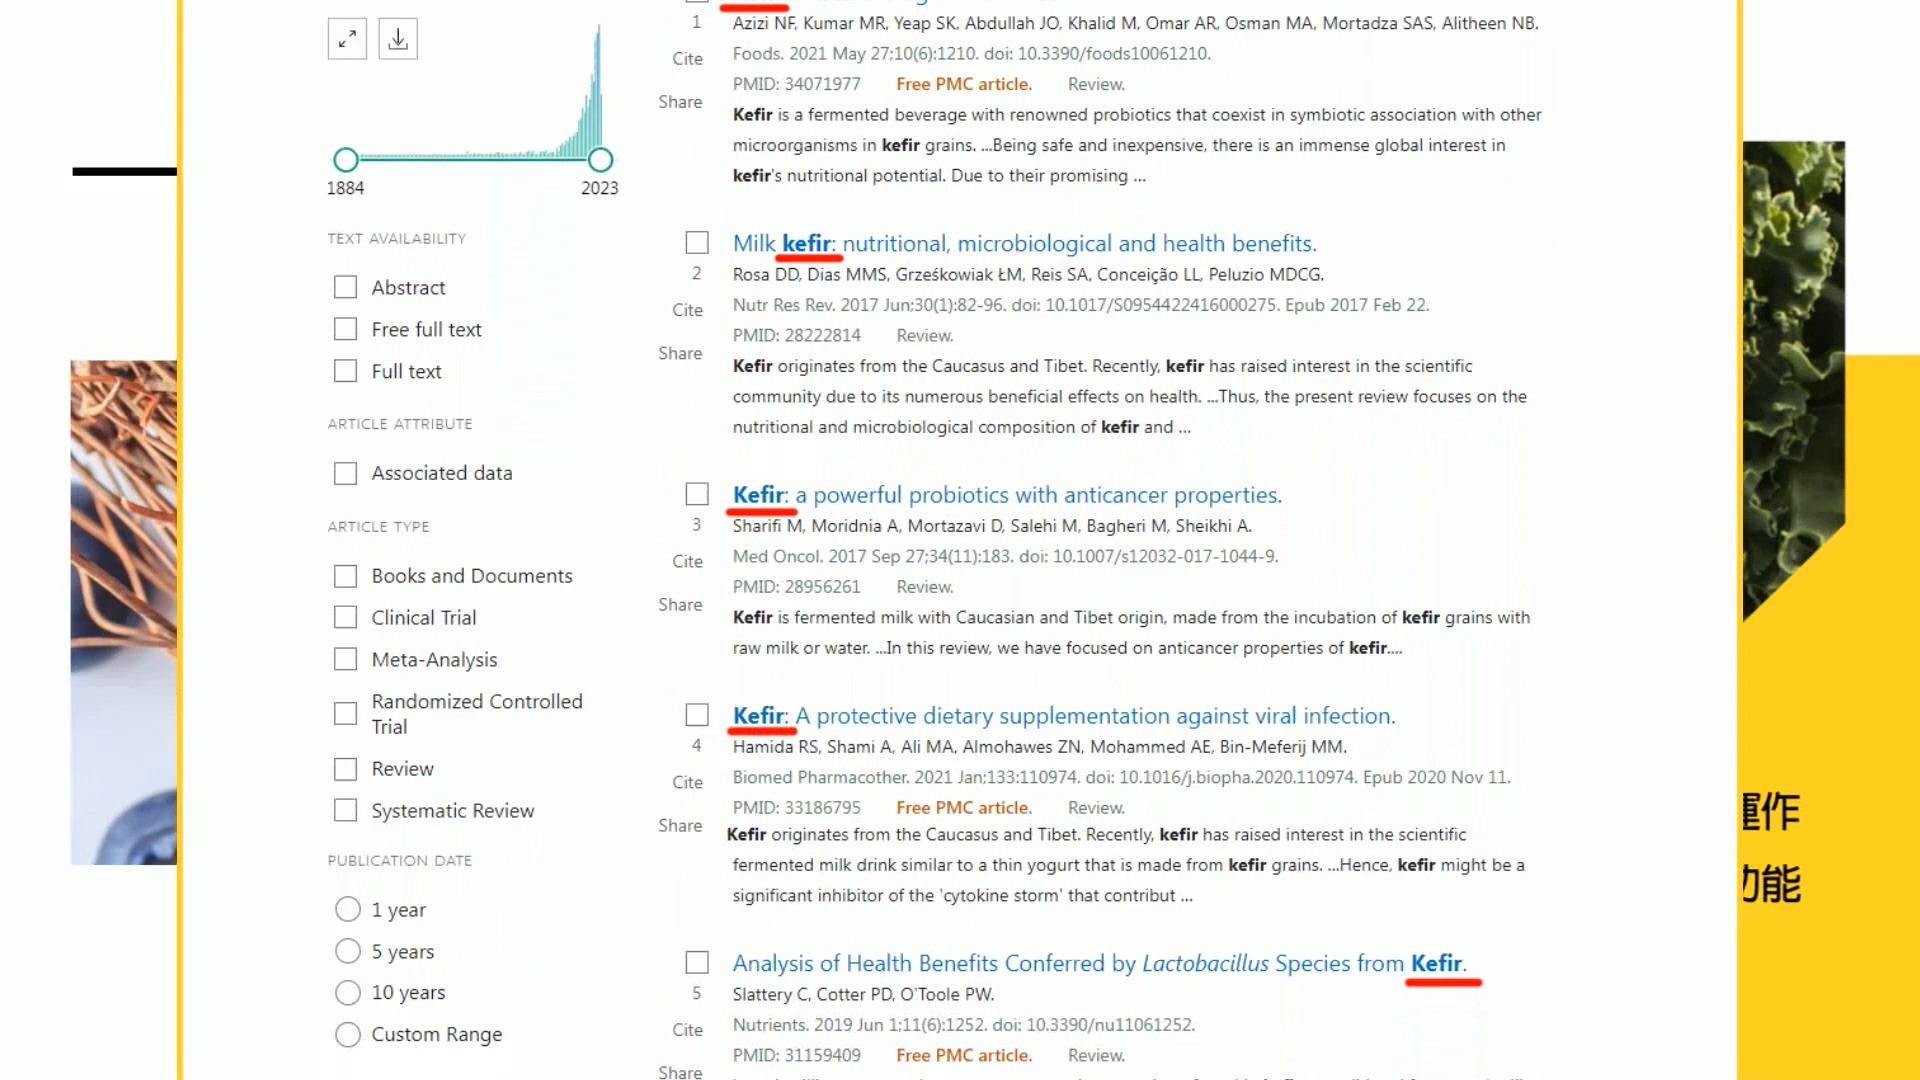 1884
2023
TEXT AVAILABILITY
Abstract
Free full text
Full text
ARTICLE ATTRIBUTE
Associated data
ARTICLE TYPE
Books and Documents
Clinical Trial
Meta-Analysis
Randomized Controlled
Trial
Review
Systematic Review
PUBLICATION DATE
1 year
5 years
10 years
Custom Range
1
Cite
Share
Azizi NF, Kumar MR, Yeap SK, Abdullah JO, Khalid M, Omar AR, Osman MA, Mortadza SAS, Alitheen NB.
Foods. 2021 May 27;10(6):1210. doi: 10.3390/foods10061210.
PMID: 34071977 Free PMC article. Review.
Kefir is a fermented beverage with renowned probiotics that coexist in symbiotic association with other
microorganisms in kefir grains. ...Being safe and inexpensive, there is an immense global interest in
kefir's nutritional potential. Due to their promising ...
2
Cite
Share
Milk kefir: nutritional, microbiological and health benefits.
Rosa DD, Dias MMS, Grześkowiak ŁM, Reis SA, Conceição LL, Peluzio MDCG.
Nutr Res Rev. 2017 Jun;30(1):82-96. doi: 10.1017/S0954422416000275. Epub 2017 Feb 22.
PMID: 28222814 Review.
Kefir originates from the Caucasus and Tibet. Recently, kefir has raised interest in the scientific
community due to its numerous beneficial effects on health. ...Thus, the present review focuses on the
nutritional and microbiological composition of kefir and ...
3
Cite
Share
Kefir: a powerful probiotics with anticancer properties.
Sharifi M, Moridnia A, Mortazavi D, Salehi M, Bagheri M, Sheikhi A.
Med Oncol. 2017 Sep 27;34(11):183. doi: 10.1007/s12032-017-1044-9.
PMID: 28956261 Review.
Kefir is fermented milk with Caucasian and Tibet origin, made from the incubation of kefir grains with
raw milk or water. ...In this review, we have focused on anticancer properties of kefir....
4
Cite
Share
Kefir: A protective dietary supplementation against viral infection.
Hamida RS, Shami A, Ali MA, Almohawes ZN, Mohammed AE, Bin-Meferij MM.
Biomed Pharmacother. 2021 Jan;133:110974. doi: 10.1016/j.biopha.2020.110974. Epub 2020 Nov 11.
PMID: 33186795 Free PMC article. Review.
Kefir originates from the Caucasus and Tibet. Recently, kefir has raised interest in the scientific
fermented milk drink similar to a thin yogurt that is made from kefir grains. ...Hence, kefir might be a
significant inhibitor of the 'cytokine storm' that contribut ...
5
Cite
Share
Analysis of Health Benefits Conferred by Lactobacillus Species from Kefir.
Slattery C, Cotter PD, O'Toole PW.
Nutrients. 2019 Jun 1;11(6):1252. doi: 10.3390/nu11061252.
PMID: 31159409 Free PMC article. Review.
運作
功能